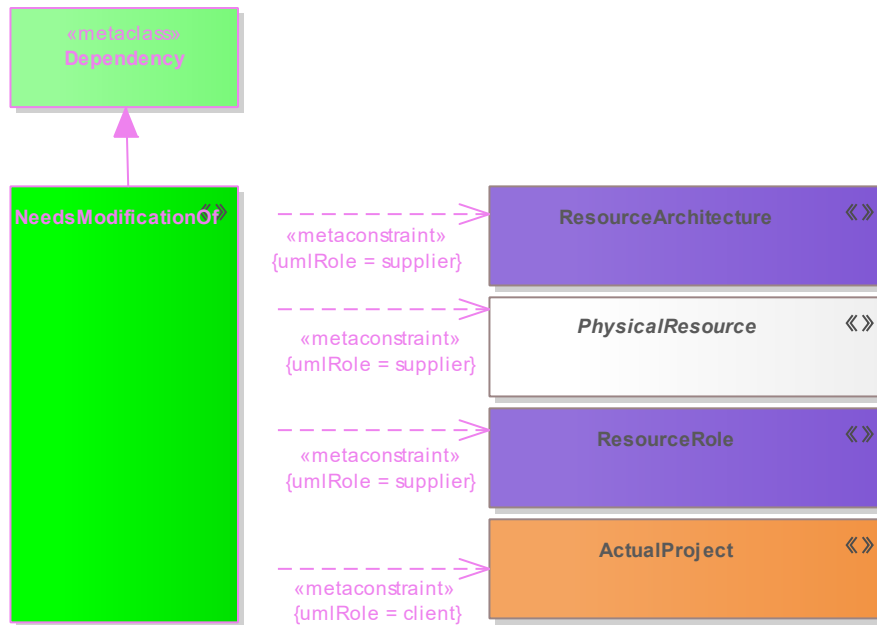 «metaclass»
Dependency
NeedsModificationOf
«»
«metaconstraint»
{umlRole = supplier}
ResourceArchitecture
«»
«metaconstraint»
{umlRole = supplier}
PhysicalResource
«»
«metaconstraint»
{umlRole = supplier}
ResourceRole
«»
«metaconstraint»
{umlRole = client}
ActualProject
«»